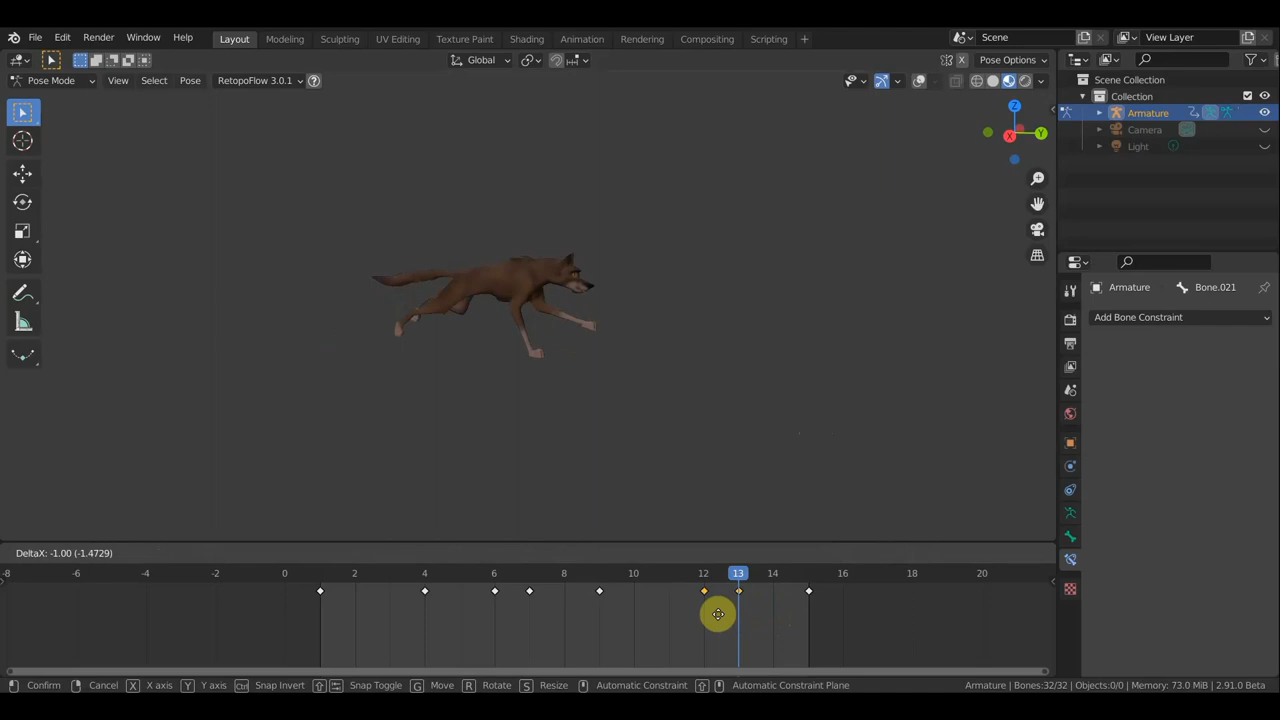 File Edit Render Window Help Layout Modeling Sculpting UV Editing Texture Paint Shading Animation Rendering Compositing Scripting + Scene View Layer
Global Pose Options
Pose Mode View Select Pose RetopoFlow 3.0.1
Scene Collection
Collection
Armature
Camera
Light
Z
Y
X
Armature Bone.021
Add Bone Constraint
DeltaX: -1.00 (-1.4729)
-8 -6 -4 -2 0 2 4 6 8 10 12 13 14 16 18 20
Confirm Cancel X X axis Y Y axis Ctrl Snap Invert Snap Toggle G Move R Rotate S Resize Automatic Constraint Automatic Constraint Plane Armature | Bones:32/32 | Objects:0/0 | Memory: 73.0 MiB | 2.91.0 Beta